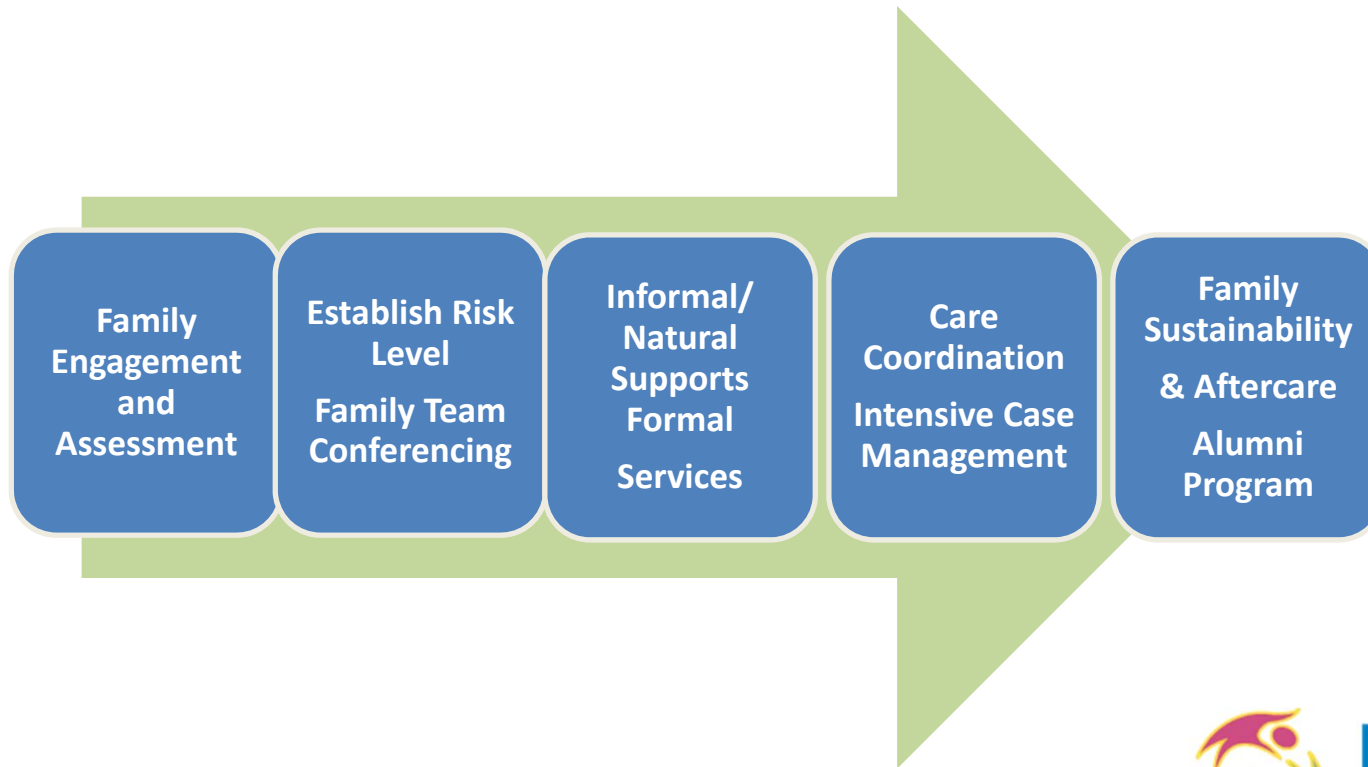 Family
Engagement
and
Assessment
Establish Risk
Level
Family Team
Conferencing
Informal/
Natural
Supports
Formal
Services
Care
Coordination
Intensive Case
Management
Family
Sustainability
& Aftercare
Alumni
Program